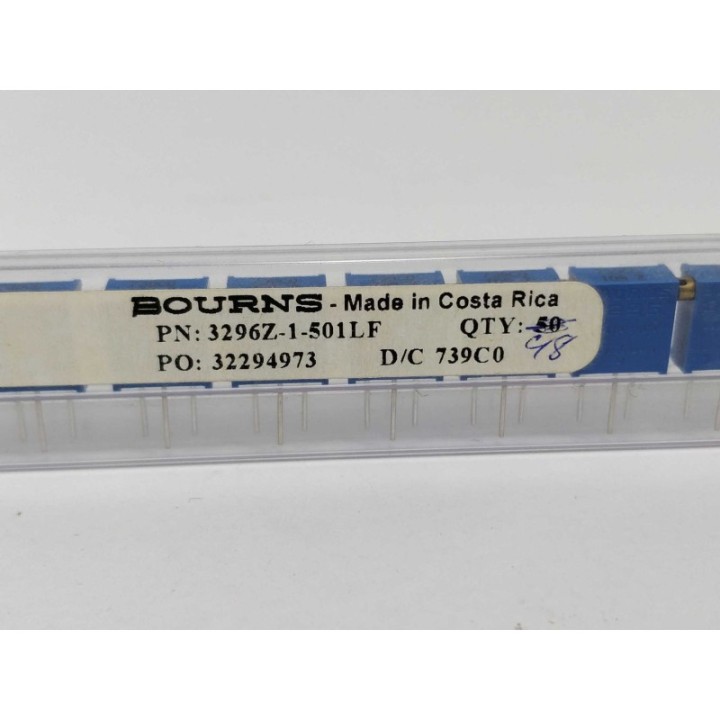 BOURNS - Made in Costa Rica
PN: 3296Z-1-501LF QTY: 50
48
PO: 32294973 D/C 739C0